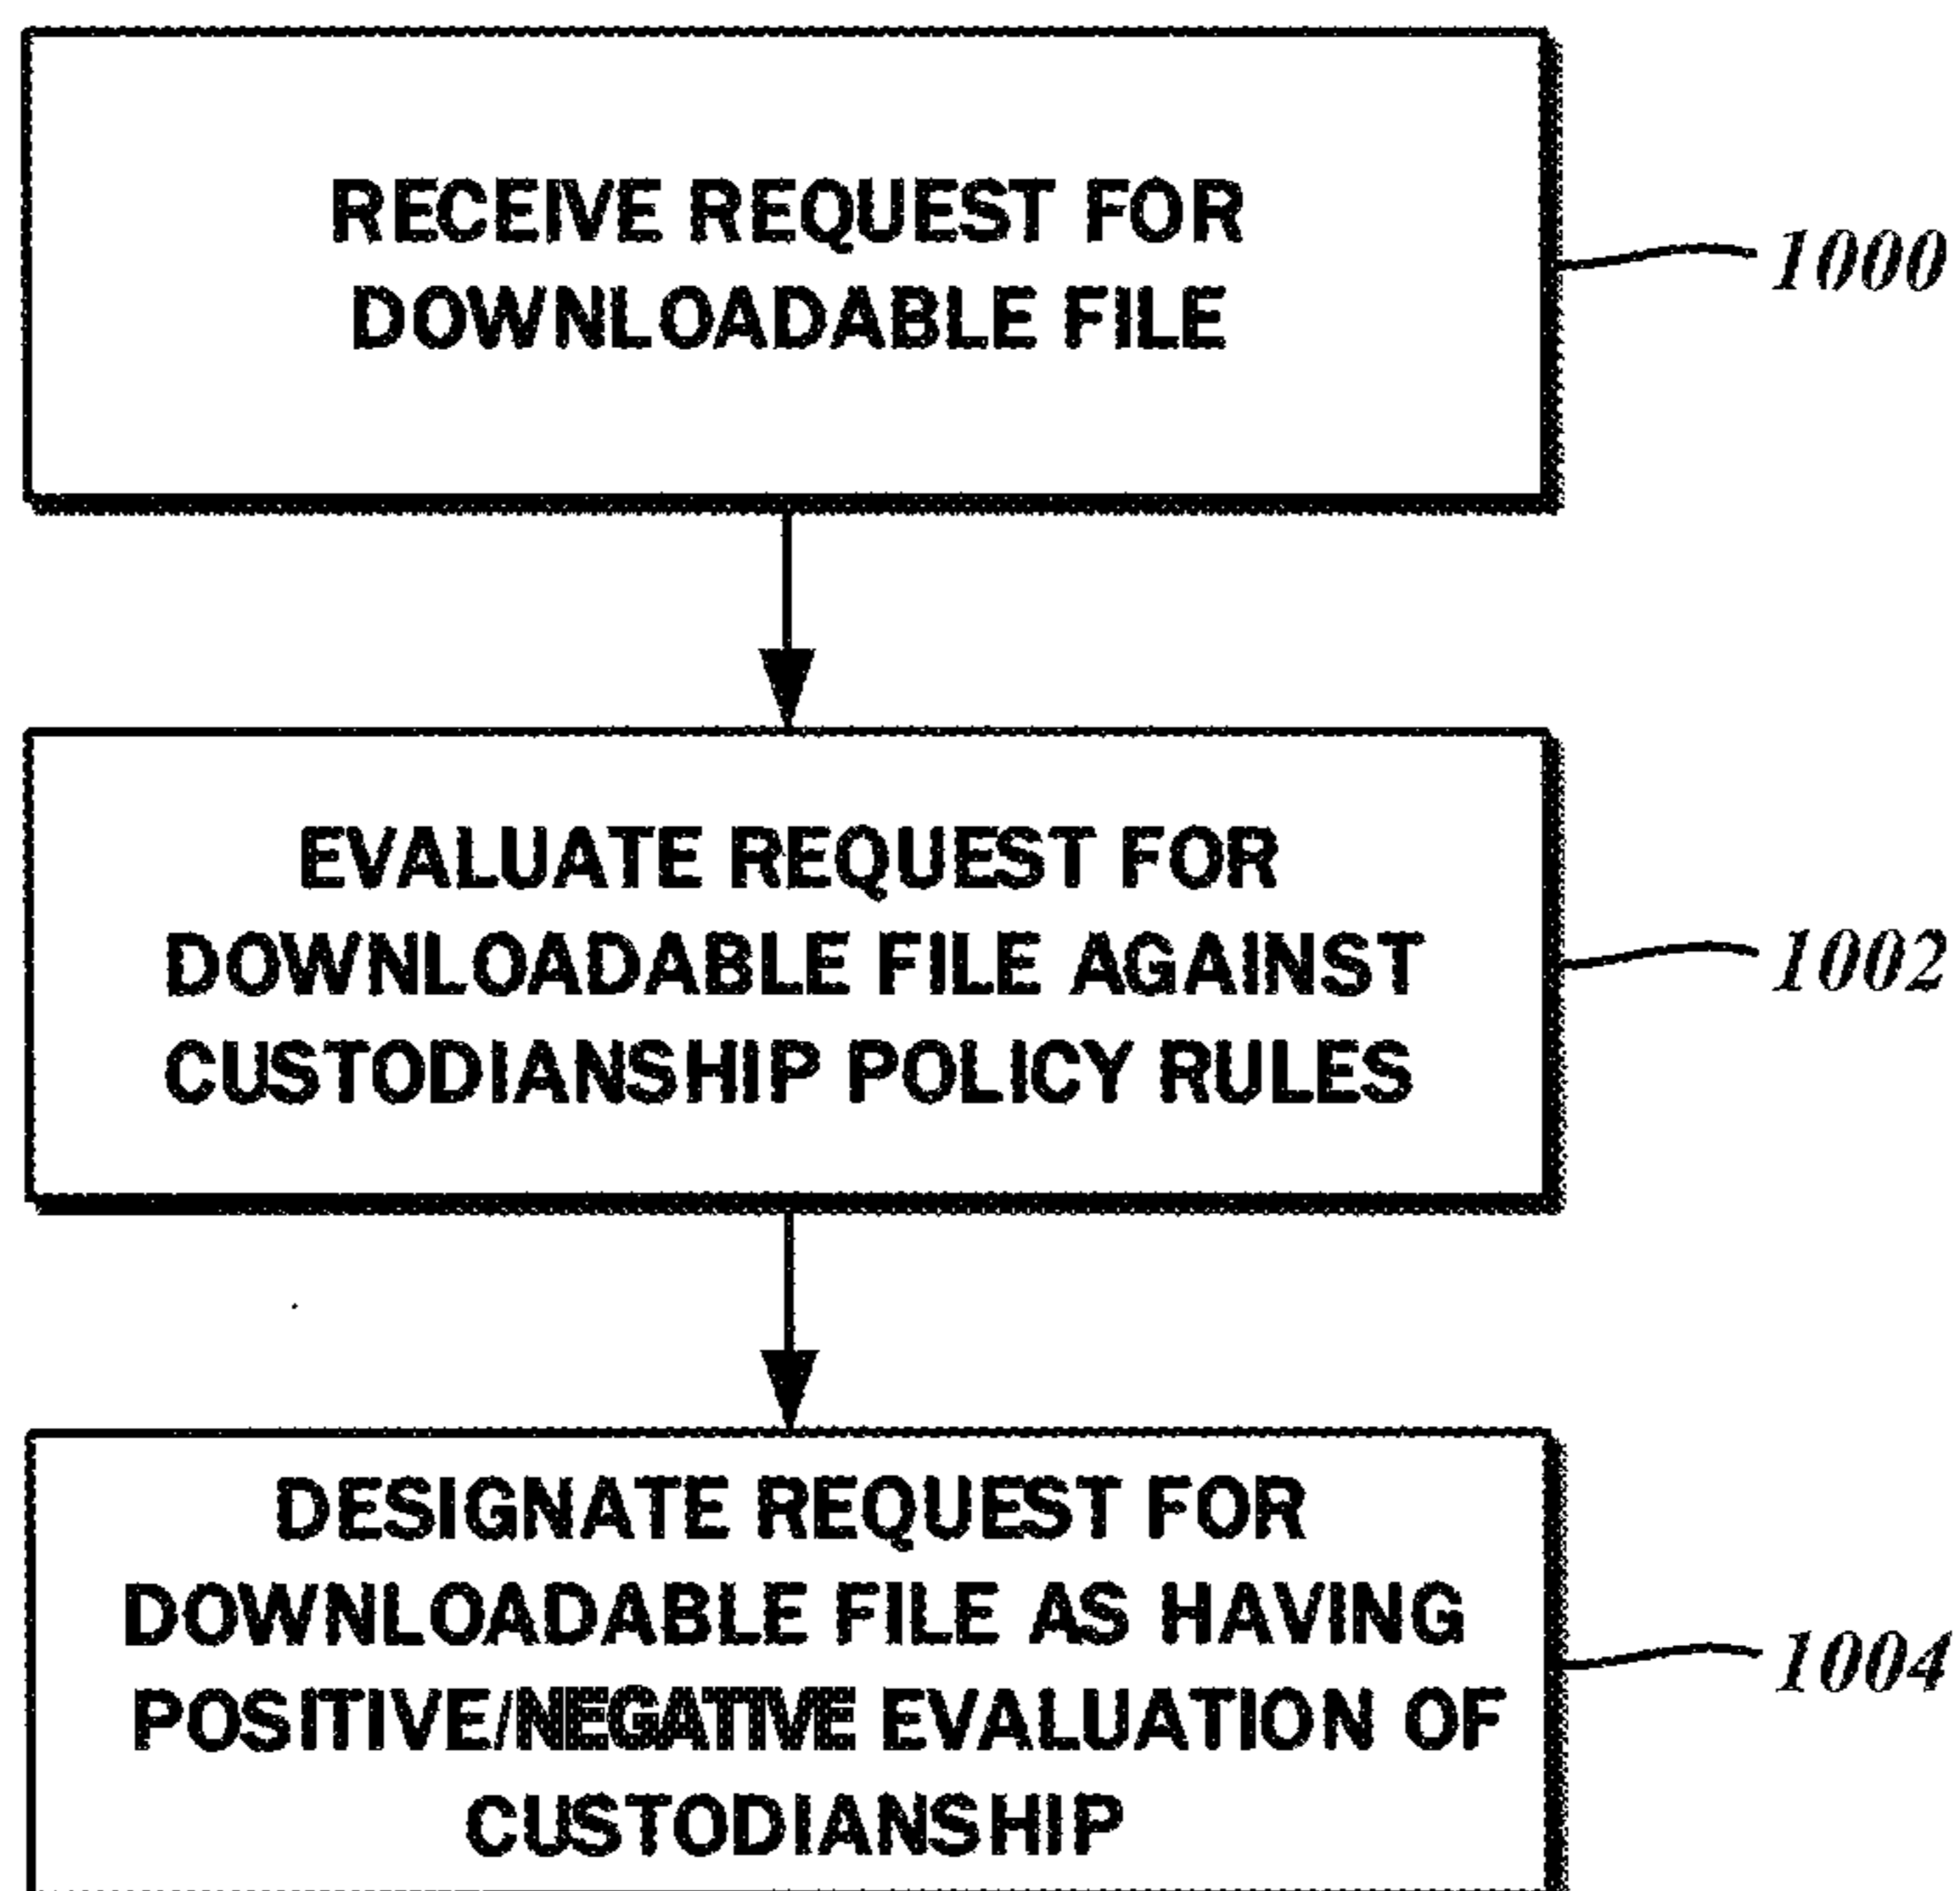 RECEIVE REQUEST FOR
DOWNLOADABLE FILE
1000
EVALUATE REQUEST FOR
DOWNLOADABLE FILE AGAINST
CUSTODIANSHIP POLICY RULES
1002
DESIGNATE REQUEST FOR
DOWNLOADABLE FILE AS HAVING
POSITIVE/NEGATIVE EVALUATION OF
CUSTODIANSHIP
1004